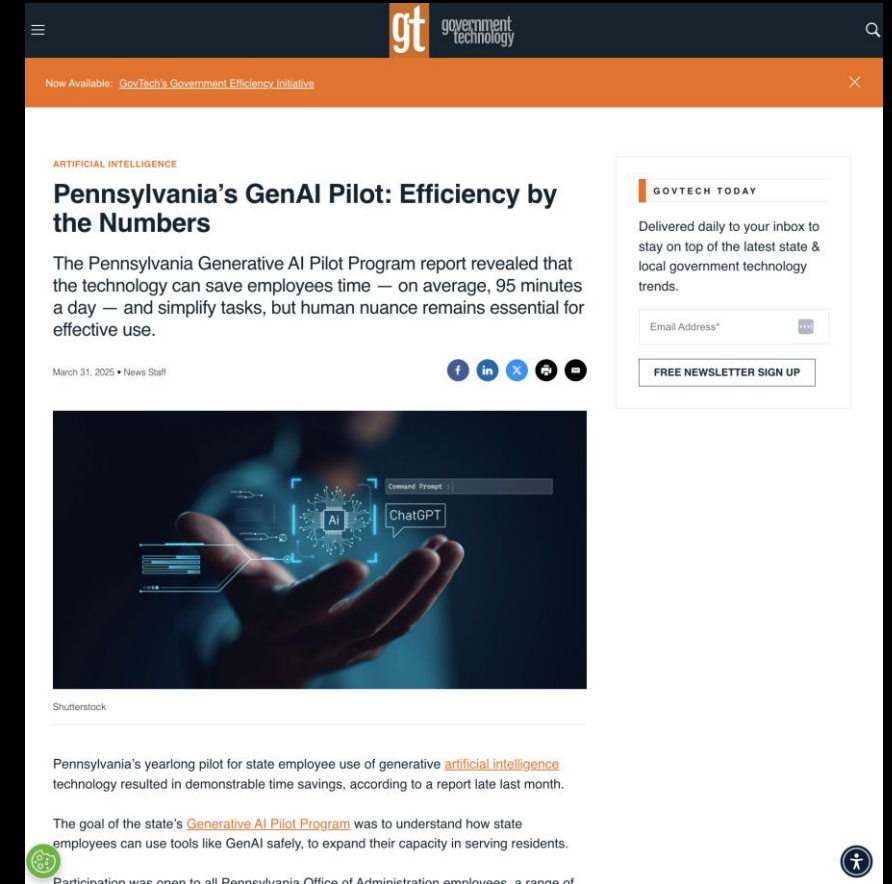 gt government
technology
Now Available: GovTech's Government Efficiency Initiative
ARTIFICIAL INTELLIGENCE
Pennsylvania’s GenAI Pilot: Efficiency by
the Numbers
The Pennsylvania Generative AI Pilot Program report revealed that
the technology can save employees time — on average, 95 minutes
a day — and simplify tasks, but human nuance remains essential for
effective use.
March 31, 2025 • News Staff
f in X
Command Prompt :
Ai
ChatGPT
Shutterstock
Pennsylvania’s yearlong pilot for state employee use of generative artificial intelligence
technology resulted in demonstrable time savings, according to a report late last month.
The goal of the state’s Generative AI Pilot Program was to understand how state
employees can use tools like GenAI safely, to expand their capacity in serving residents.
Participation was open to all Pennsylvania Office of Administration employees, a range of
GOVTECH TODAY
Delivered daily to your inbox to
stay on top of the latest state &
local government technology
trends.
Email Address*
FREE NEWSLETTER SIGN UP